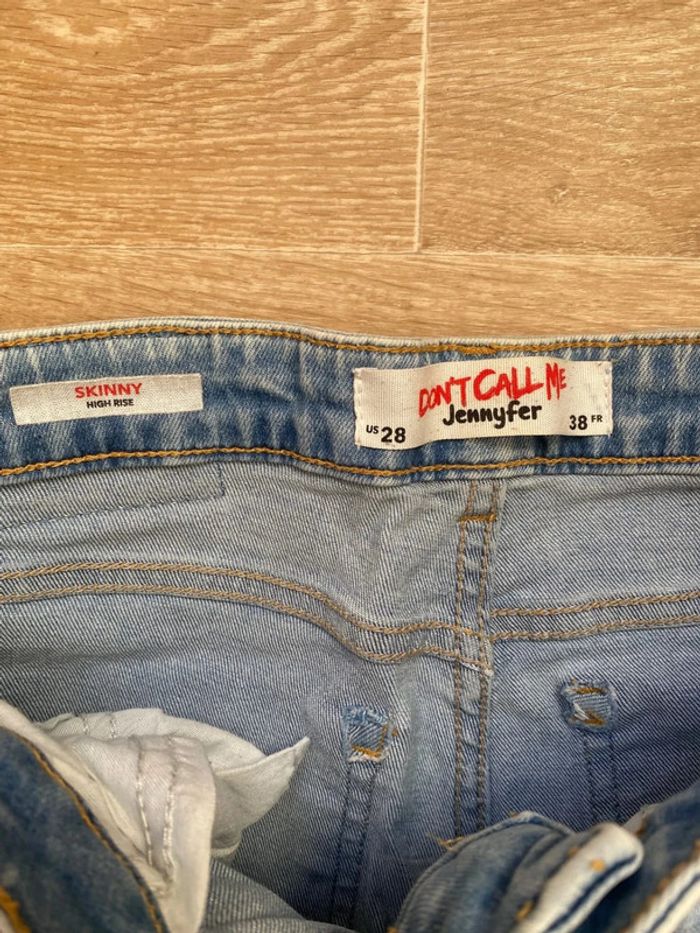 SKINNY
HIGH RISE
DON'T CALL ME
Jennyfer
US 28
38 FR